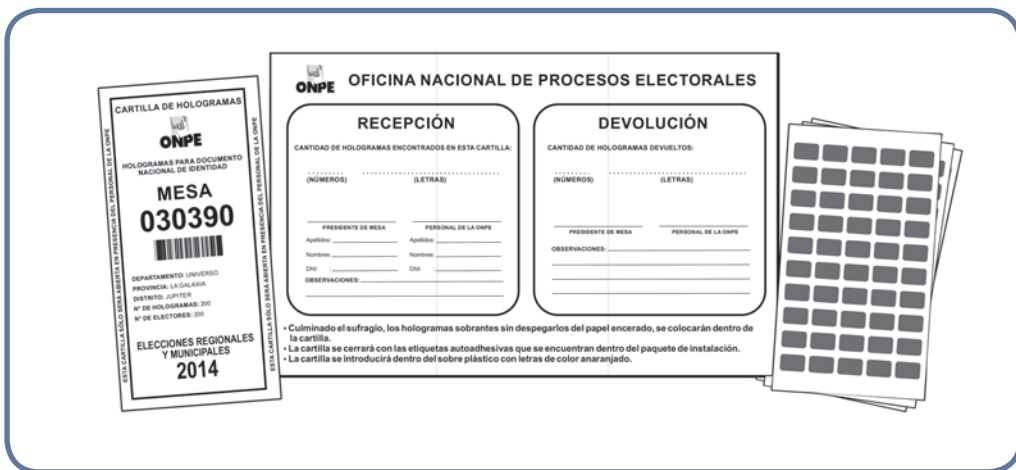 CARTILLA DE HOLOGRAMAS
ONPE
HOLOGRAMAS PARA DOCUMENTO
NACIONAL DE IDENTIDAD
MESA
030390
DEPARTAMENTO: UNIVERSO
PROVINCIA: LA GALAXIA
DISTRITO: JUPITER
N° DE HOLOGRAMAS: 200
N° DE ELECTORES: 200
ELECCIONES REGIONALES
Y MUNICIPALES
2014
ESTA CARTILLA SÓLO SERÁ ABIERTA EN PRESENCIA DEL PERSONAL DE LA ONPE
ESTA CARTILLA SÓLO SERÁ ABIERTA EN PRESENCIA DEL PERSONAL DE LA ONPE
ONPE
OFICINA NACIONAL DE PROCESOS ELECTORALES
RECEPCIÓN
CANTIDAD DE HOLOGRAMAS ENCONTRADOS EN ESTA CARTILLA:
(NÚMEROS) (LETRAS)
PRESIDENTE DE MESA PERSONAL DE LA ONPE
Apellidos: Apellidos:
Nombres: Nombres:
DNI : DNI :
OBSERVACIONES:
DEVOLUCIÓN
CANTIDAD DE HOLOGRAMAS DEVUELTOS:
(NÚMEROS) (LETRAS)
PRESIDENTE DE MESA PERSONAL DE LA ONPE
OBSERVACIONES:
• Culminado el sufragio, los hologramas sobrantes sin despegarlos del papel encerado, se colocarán dentro de
la cartilla.
• La cartilla se cerrará con las etiquetas autoadhesivas que se encuentran dentro del paquete de instalación.
• La cartilla se introducirá dentro del sobre plástico con letras de color anaranjado.